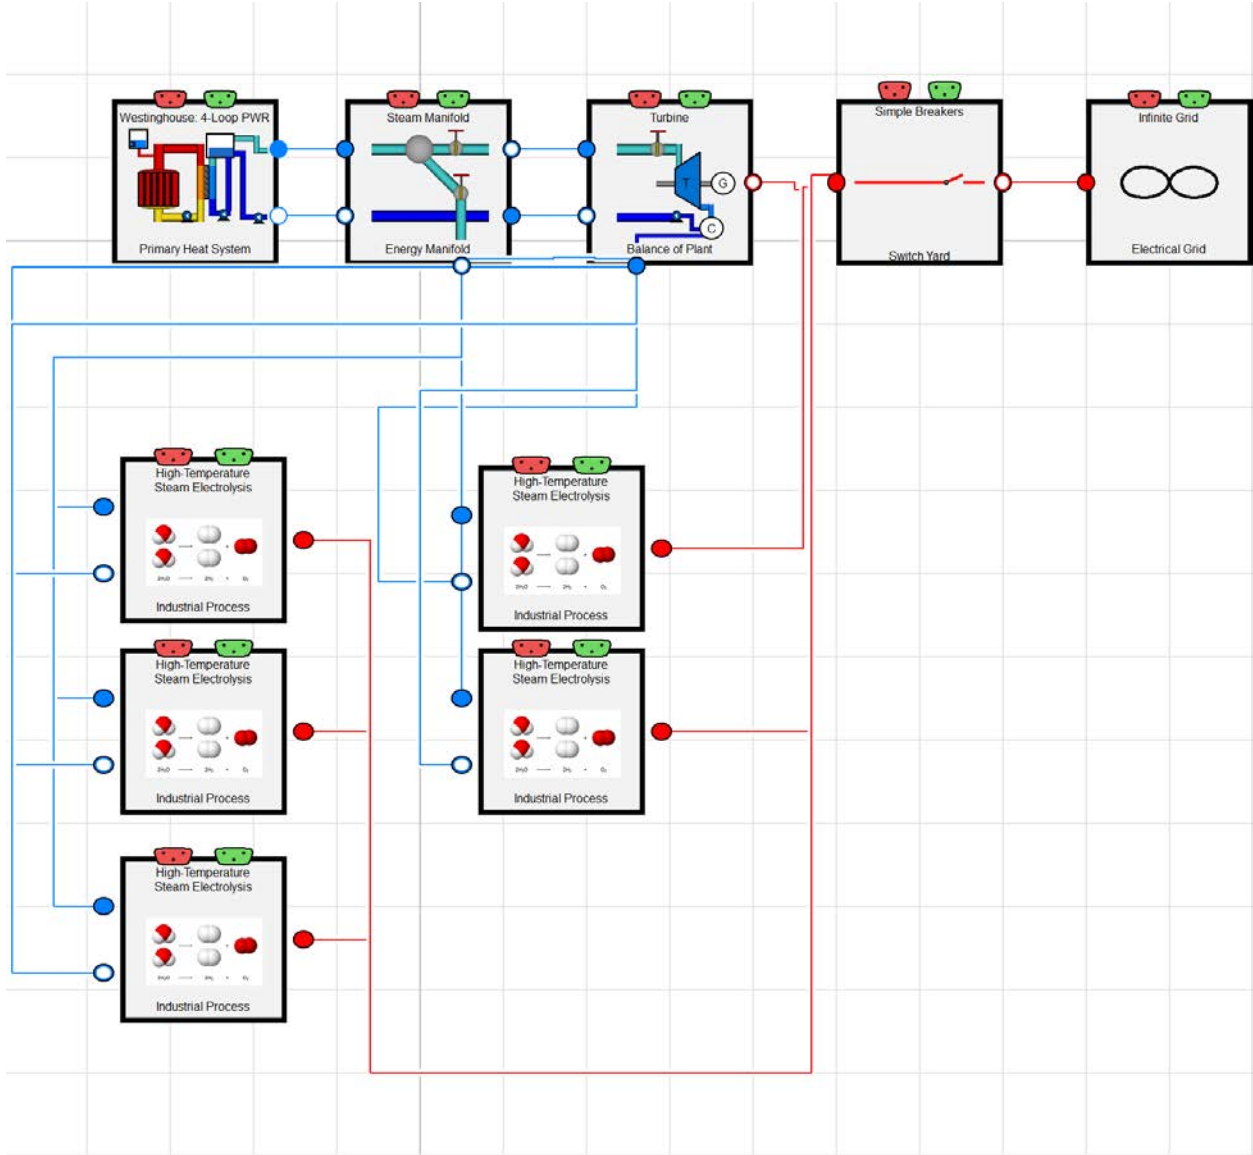 Westinghouse: 4-Loop PWR
Primary Heat System
Steam Manifold
Energy Manifold
Turbine
T
G
C
Balance of Plant
Simple Breakers
Switch Yard
Infinite Grid
Electrical Grid
High-Temperature
Steam Electrolysis
Industrial Process
High-Temperature
Steam Electrolysis
Industrial Process
High-Temperature
Steam Electrolysis
Industrial Process
High-Temperature
Steam Electrolysis
Industrial Process
High-Temperature
Steam Electrolysis
Industrial Process